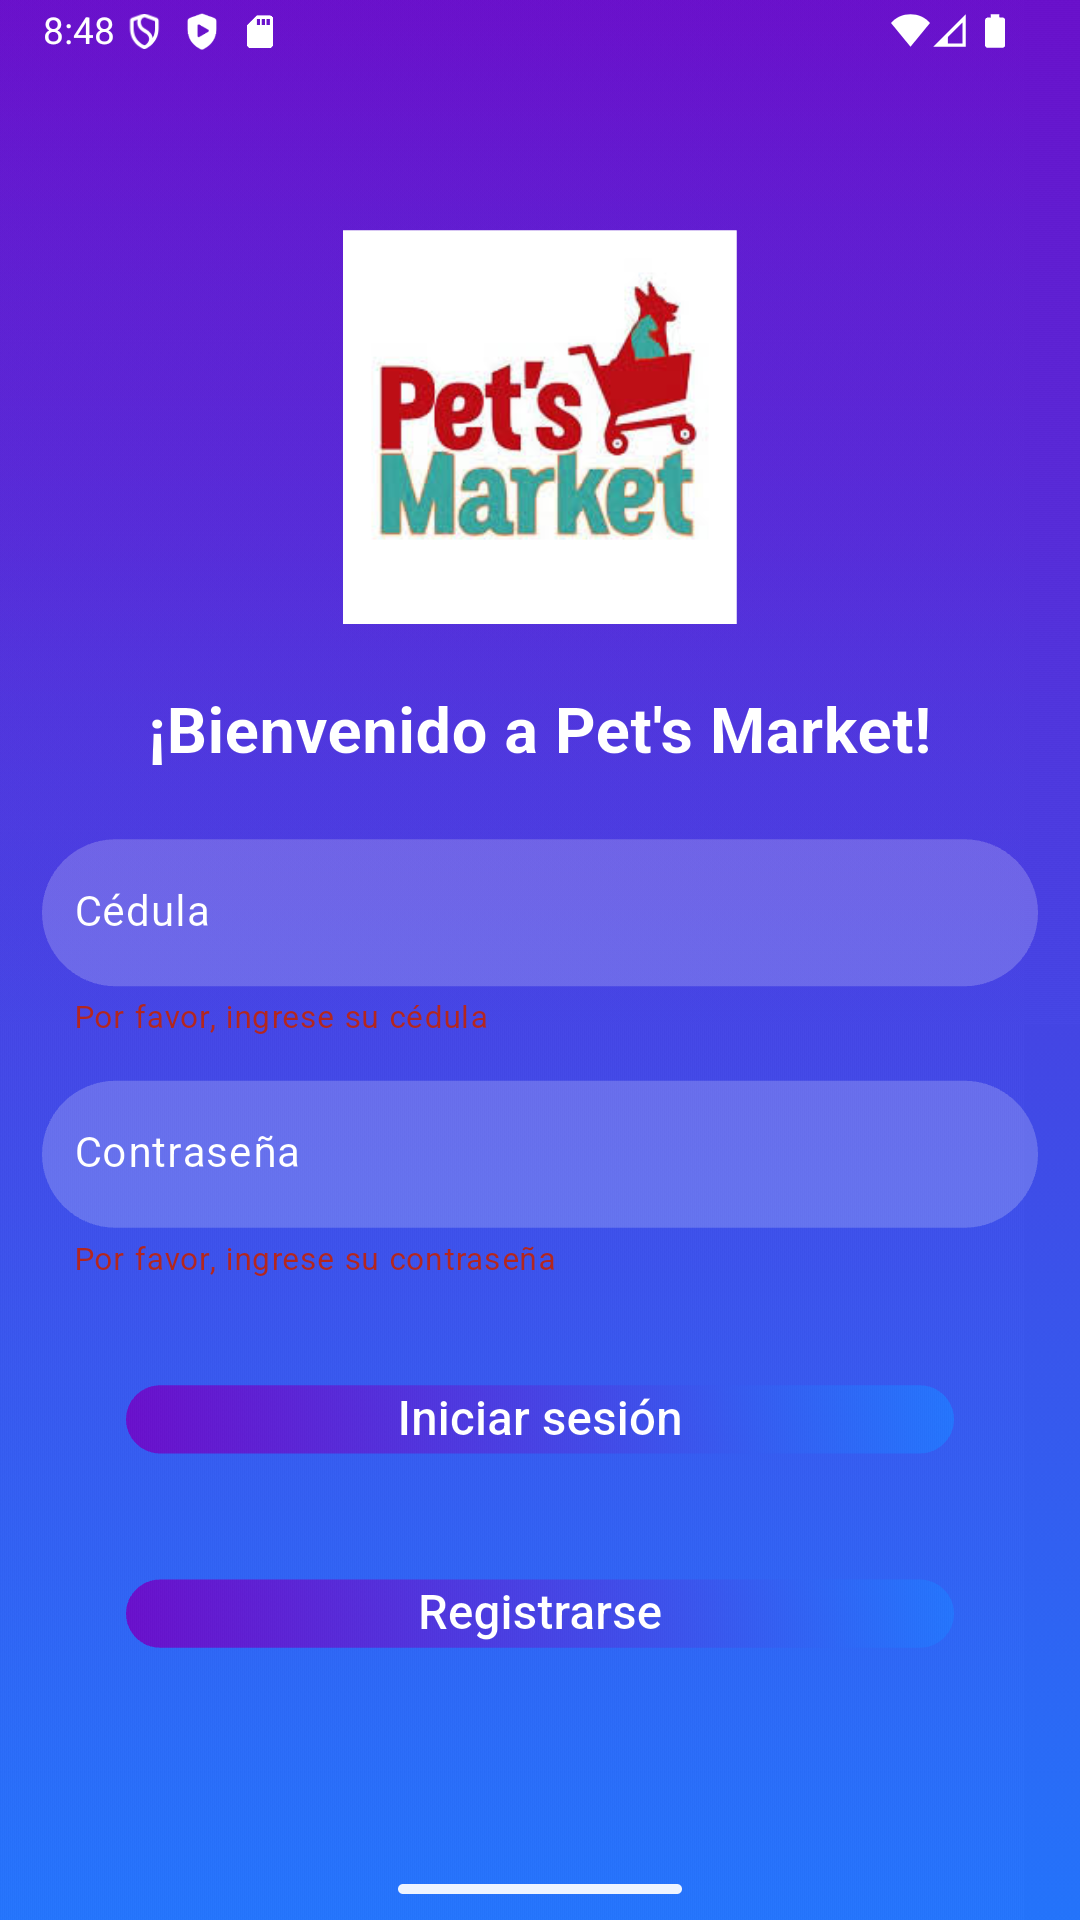 8:48
Pet's
Market
¡Bienvenido a Pet's Market!
Cédula
Por favor, ingrese su cédula
Contraseña
Por favor, ingrese su contraseña
Iniciar sesión
Registrarse